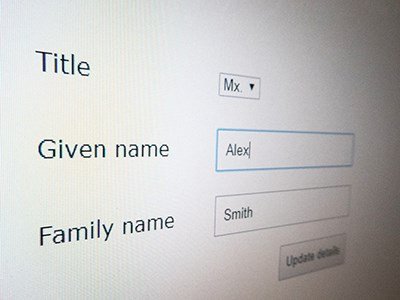 Title
Mx.
Given name
Alex
Family name
Smith
Update details